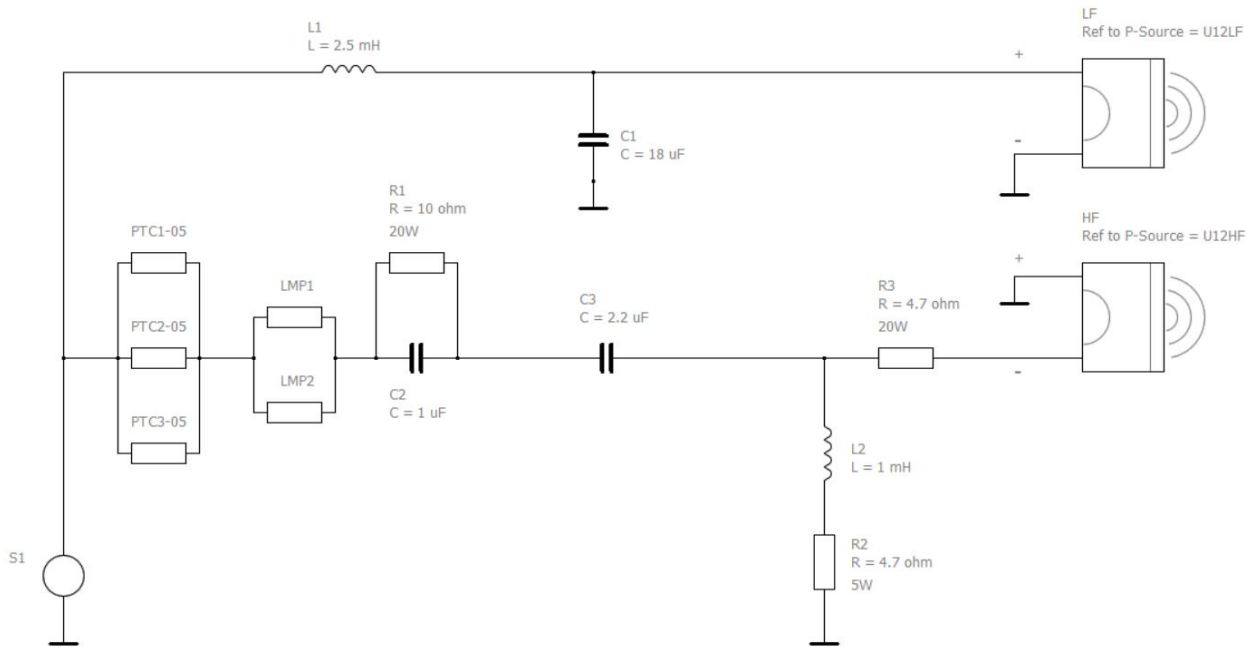 LF
Ref to P-Source = U12LF
L1
L = 2.5 mH
+
-
C1
C = 18 uF
R1
R = 10 ohm
20W
HF
Ref to P-Source = U12HF
PTC1-05
+
LMP1
R3
R = 4.7 ohm
20W
C3
C = 2.2 uF
PTC2-05
-
LMP2
C2
C = 1 uF
PTC3-05
L2
L = 1 mH
S1
R2
R = 4.7 ohm
5W